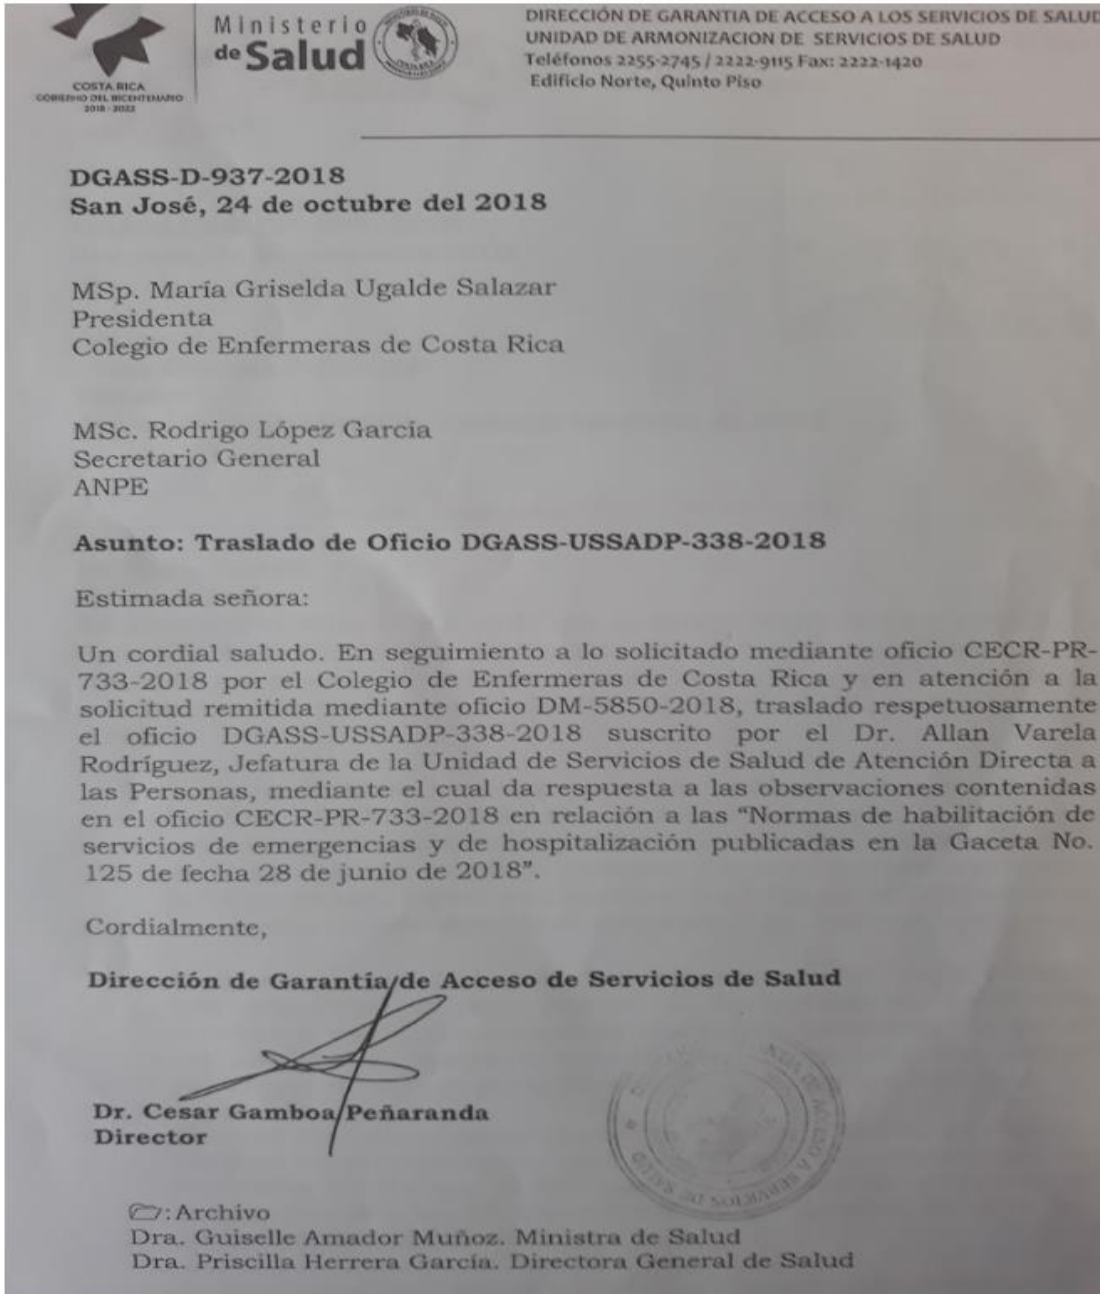 Ministerio
de Salud
COSTA RICA
GOBIERNO DEL BICENTENARIO
2018 - 2022
DIRECCIÓN DE GARANTIA DE ACCESO A LOS SERVICIOS DE SALUD
UNIDAD DE ARMONIZACION DE SERVICIOS DE SALUD
Teléfonos 2255-2745 / 2222-9115 Fax: 2222-1420
Edificio Norte, Quinto Piso
DGASS-D-937-2018
San José, 24 de octubre del 2018
MSp. María Griselda Ugalde Salazar
Presidenta
Colegio de Enfermeras de Costa Rica
MSc. Rodrigo López García
Secretario General
ANPE
Asunto: Traslado de Oficio DGASS-USSADP-338-2018
Estimada señora:
Un cordial saludo. En seguimiento a lo solicitado mediante oficio CECR-PR-
733-2018 por el Colegio de Enfermeras de Costa Rica y en atención a la
solicitud remitida mediante oficio DM-5850-2018, traslado respetuosamente
el oficio DGASS-USSADP-338-2018 suscrito por el Dr. Allan Varela
Rodríguez, Jefatura de la Unidad de Servicios de Salud de Atención Directa a
las Personas, mediante el cual da respuesta a las observaciones contenidas
en el oficio CECR-PR-733-2018 en relación a las “Normas de habilitación de
servicios de emergencias y de hospitalización publicadas en la Gaceta No.
125 de fecha 28 de junio de 2018”.
Cordialmente,
Dirección de Garantía de Acceso de Servicios de Salud
Dr. Cesar Gamboa Peñaranda
Director
ACCESO A SERVICIOS DE SALUD
:Archivo
Dra. Guiselle Amador Muñoz. Ministra de Salud
Dra. Priscilla Herrera García. Directora General de Salud